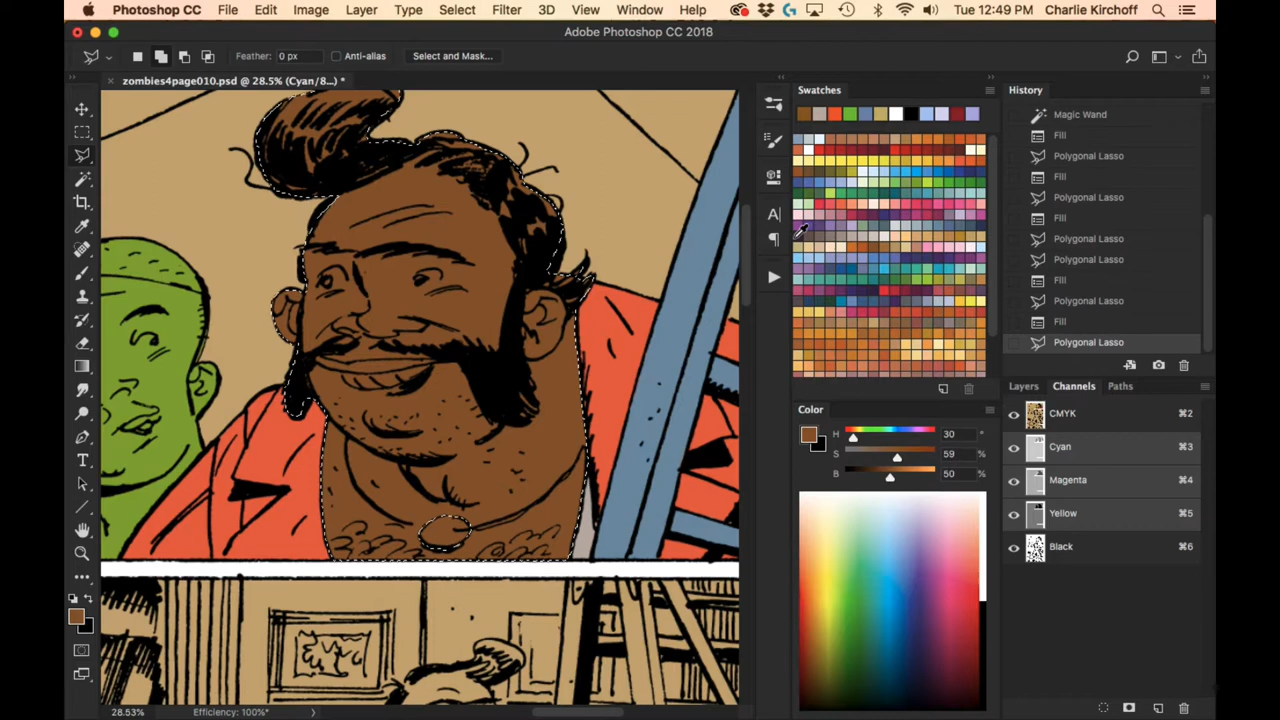 Photoshop CC File Edit Image Layer Type Select Filter 3D View Window Help Tue 12:49 PM Charlie Kirchoff
Adobe Photoshop CC 2018
Feather: 0 px Anti-alias Select and Mask...
× zombies4page010.psd @ 28.5% (Cyan/8...) *
Swatches
History
Magic Wand
Fill
Polygonal Lasso
Fill
Polygonal Lasso
Fill
Polygonal Lasso
Polygonal Lasso
Fill
Polygonal Lasso
Fill
Polygonal Lasso
Layers Channels Paths
CMYK ⌘2
Cyan ⌘3
Magenta ⌘4
Yellow ⌘5
Black ⌘6
Color
H 30 °
S 59 %
B 50 %
28.53% Efficiency: 100%*